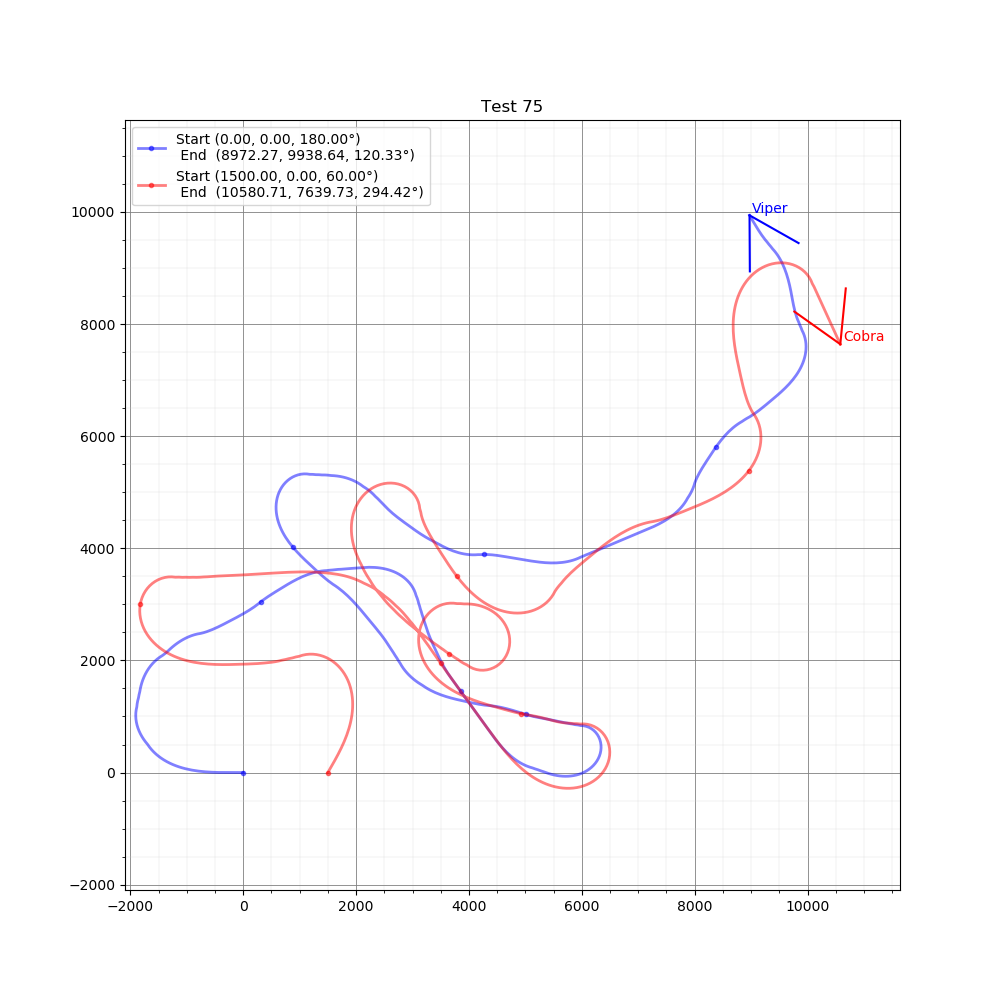 Test 75
Start (0.00, 0.00, 180.00°)
End (8972.27, 9938.64, 120.33°)
Start (1500.00, 0.00, 60.00°)
End (10580.71, 7639.73, 294.42°)
Viper
Cobra
10000
8000
6000
4000
2000
0
−2000
−2000 0 2000 4000 6000 8000 10000